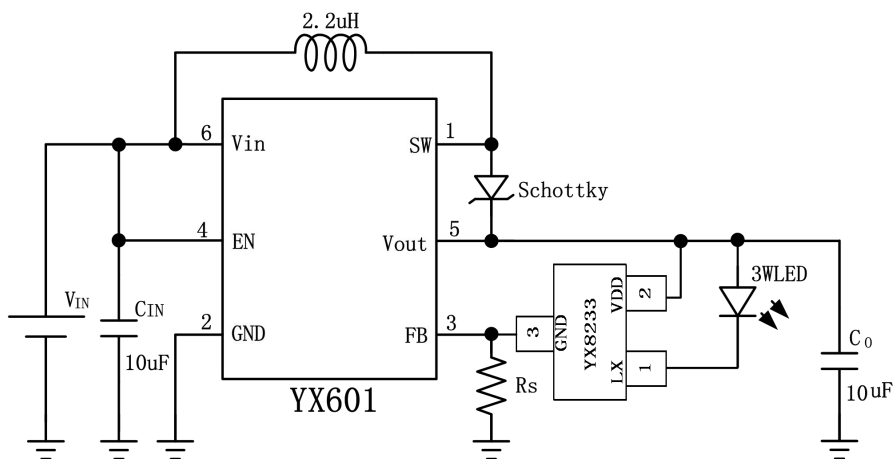 2.2uH
6
Vin
SW
1
Schottky
4
EN
Vout
5
3WLED
VIN
CIN
10uF
2
GND
FB
3
3
GND
YX8233
VDD
2
LX
1
Rs
C0
10uF
YX601